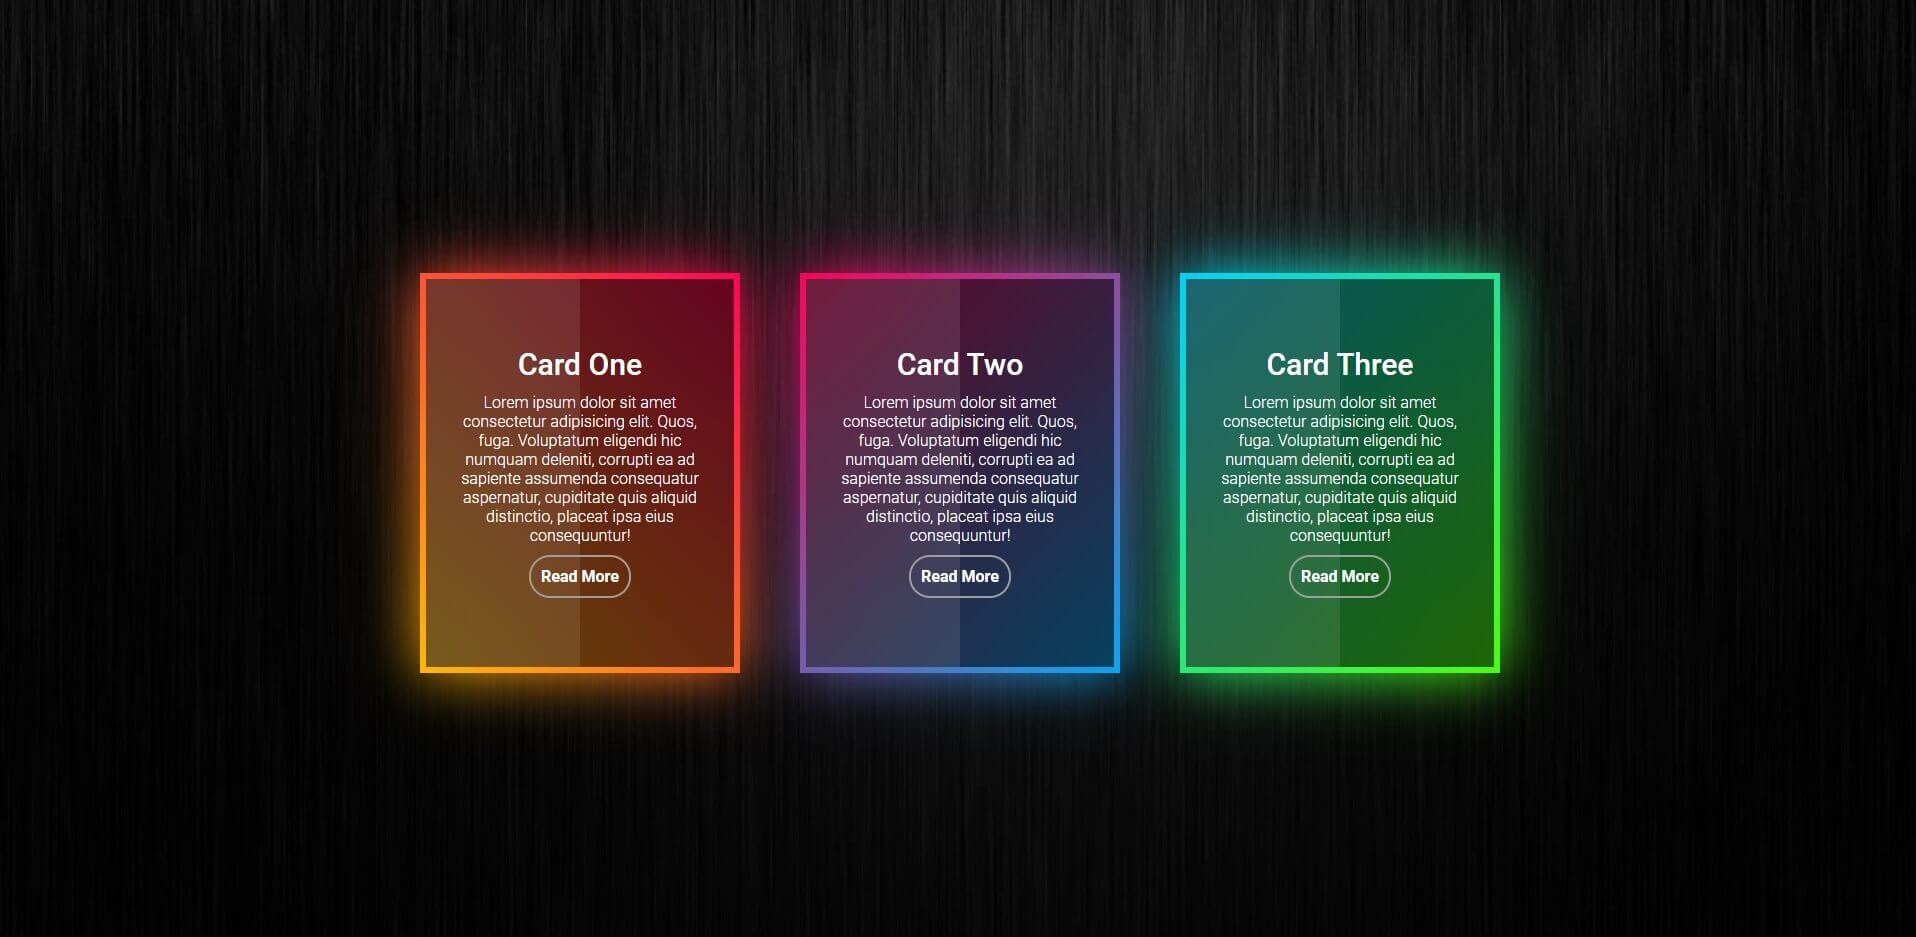 Card One
Lorem ipsum dolor sit amet
consectetur adipisicing elit. Quos,
fuga. Voluptatum eligendi hic
numquam deleniti, corrupti ea ad
sapiente assumenda consequatur
aspernatur, cupiditate quis aliquid
distinctio, placeat ipsa eius
consequuntur!
Read More
Card Two
Lorem ipsum dolor sit amet
consectetur adipisicing elit. Quos,
fuga. Voluptatum eligendi hic
numquam deleniti, corrupti ea ad
sapiente assumenda consequatur
aspernatur, cupiditate quis aliquid
distinctio, placeat ipsa eius
consequuntur!
Read More
Card Three
Lorem ipsum dolor sit amet
consectetur adipisicing elit. Quos,
fuga. Voluptatum eligendi hic
numquam deleniti, corrupti ea ad
sapiente assumenda consequatur
aspernatur, cupiditate quis aliquid
distinctio, placeat ipsa eius
consequuntur!
Read More